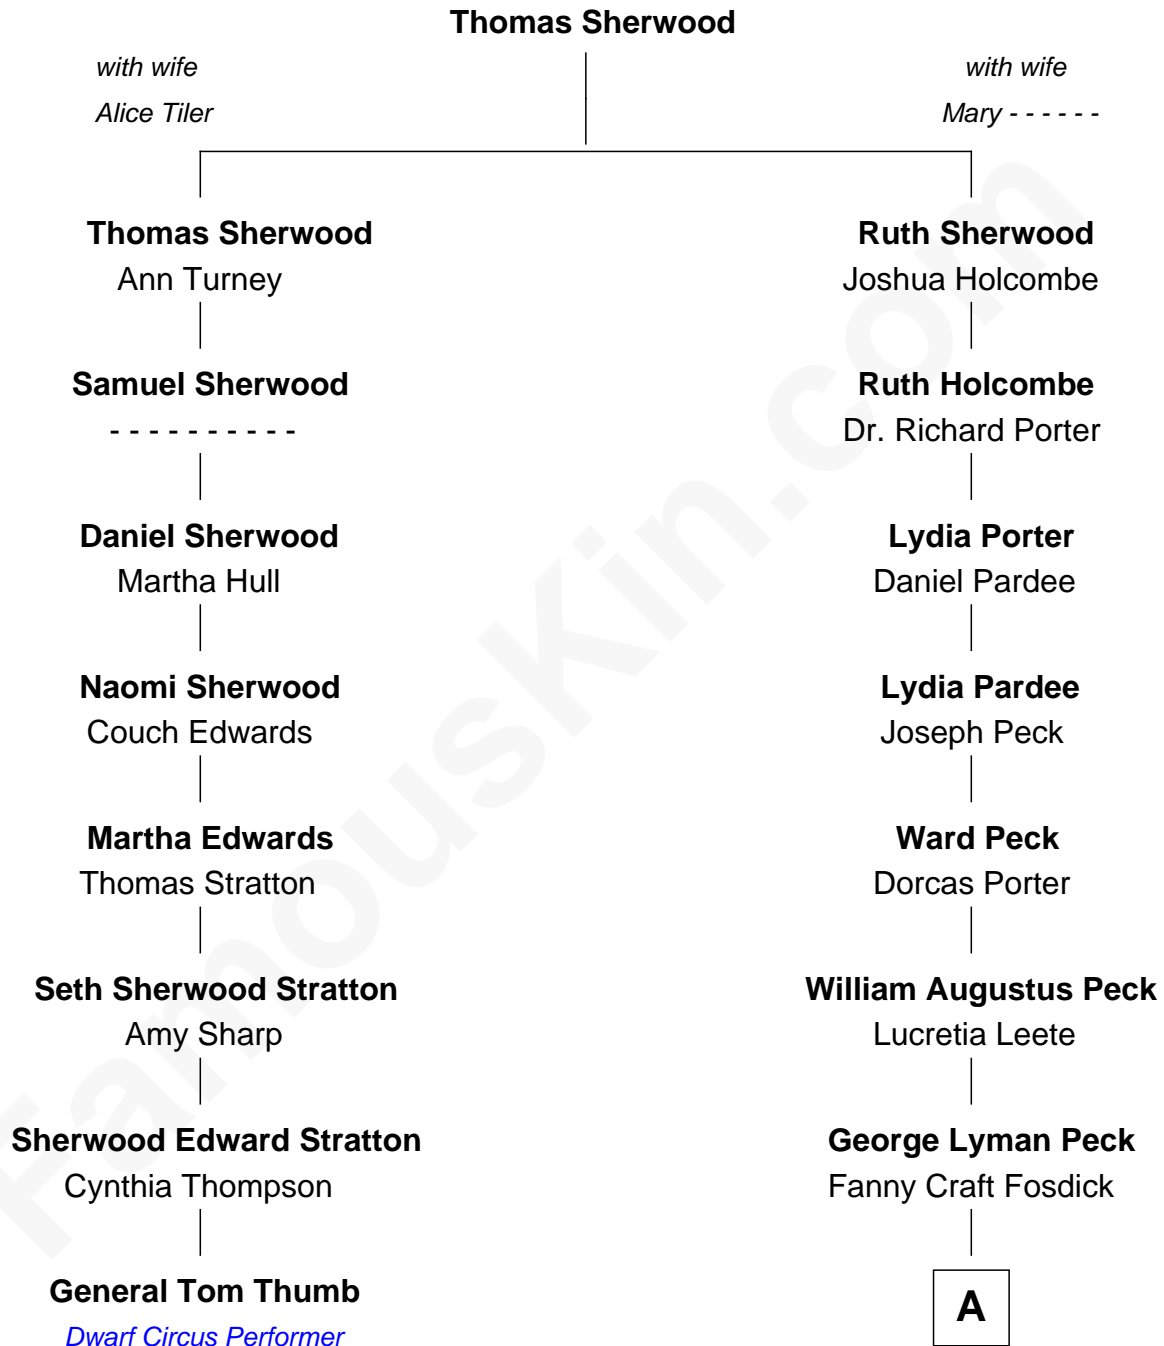 Thomas Sherwood
with wife
Alice Tiler
with wife
Mary - - - - - -
Thomas Sherwood
Ann Turney
Ruth Sherwood
Joshua Holcombe
Samuel Sherwood
- - - - - - - - - -
Ruth Holcombe
Dr. Richard Porter
Daniel Sherwood
Martha Hull
Lydia Porter
Daniel Pardee
Naomi Sherwood
Couch Edwards
Lydia Pardee
Joseph Peck
Martha Edwards
Thomas Stratton
Ward Peck
Dorcas Porter
Seth Sherwood Stratton
Amy Sharp
William Augustus Peck
Lucretia Leete
Sherwood Edward Stratton
Cynthia Thompson
George Lyman Peck
Fanny Craft Fosdick
General Tom Thumb
Dwarf Circus Performer
A
FamousKin.com